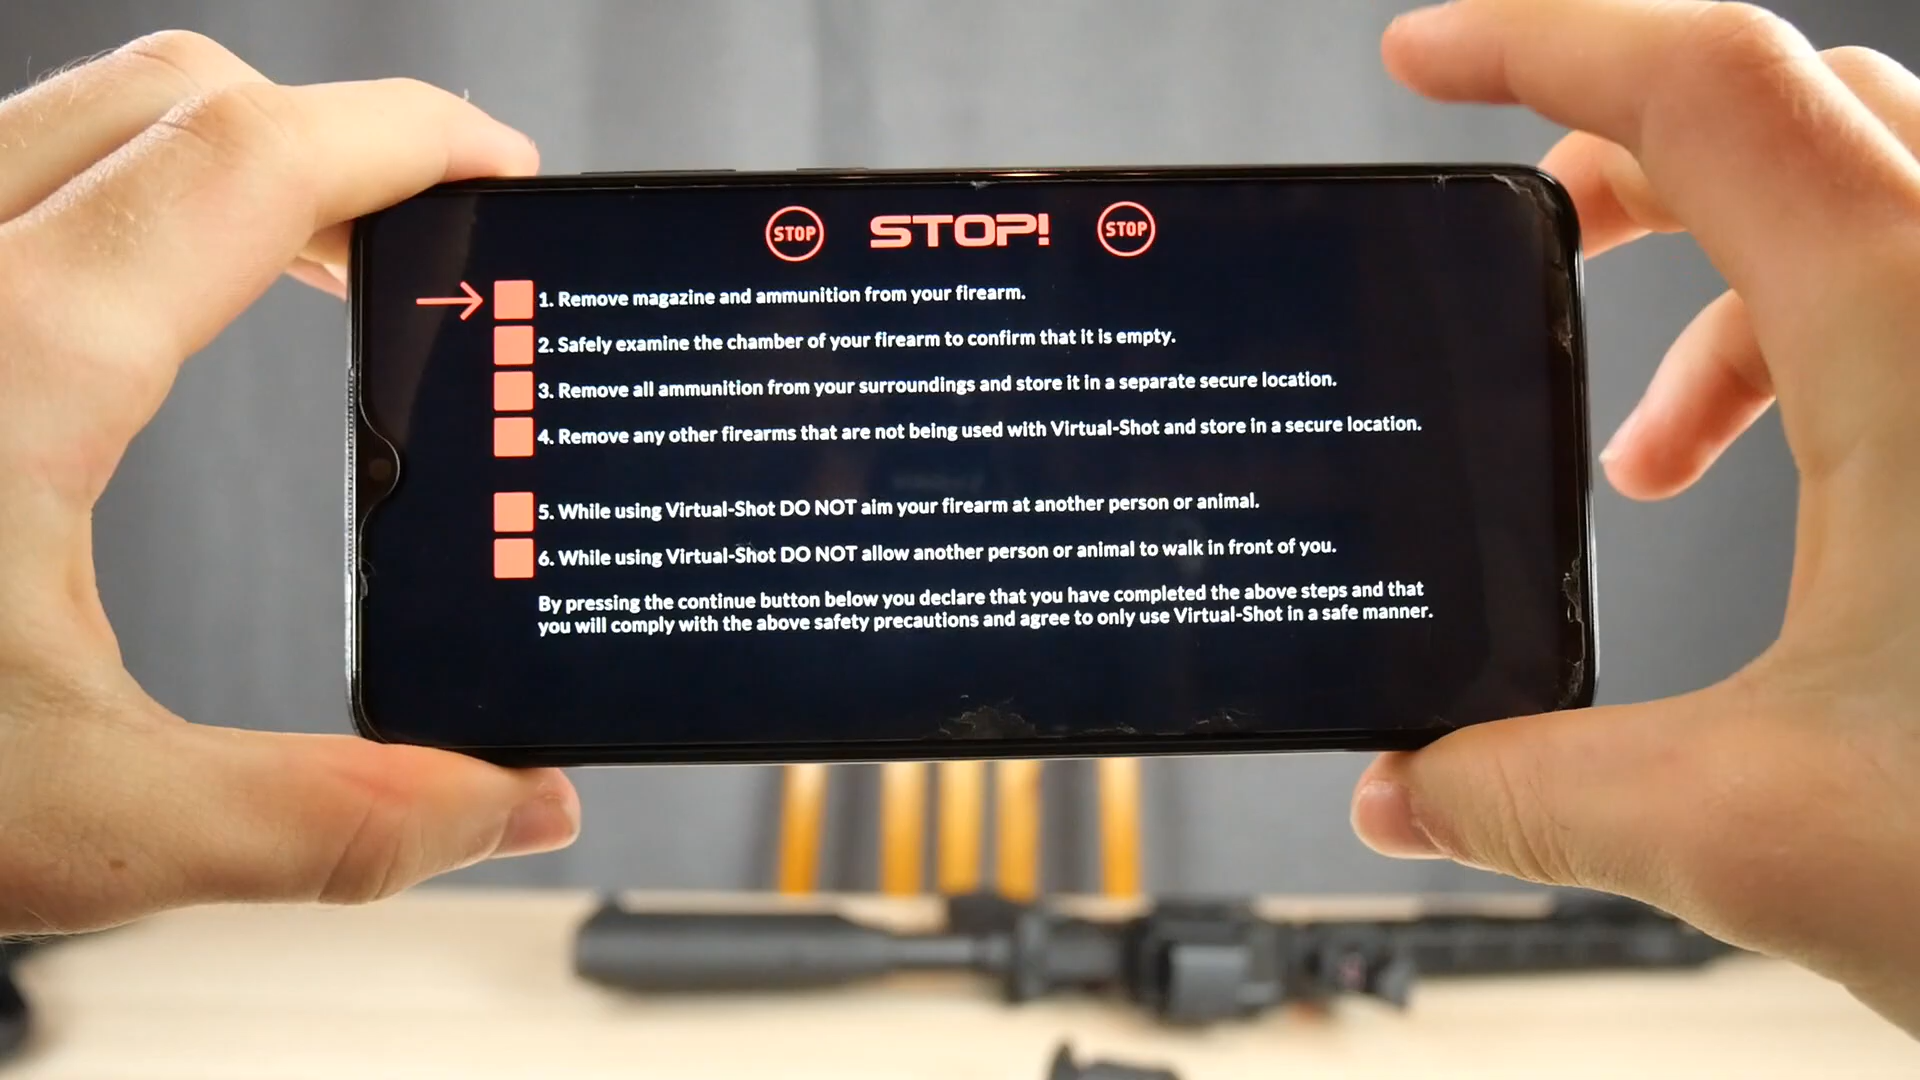 STOP STOP! STOP
1. Remove magazine and ammunition from your firearm.
2. Safely examine the chamber of your firearm to confirm that it is empty.
3. Remove all ammunition from your surroundings and store it in a separate secure location.
4. Remove any other firearms that are not being used with Virtual-Shot and store in a secure location.
5. While using Virtual-Shot DO NOT aim your firearm at another person or animal.
6. While using Virtual-Shot DO NOT allow another person or animal to walk in front of you.
By pressing the continue button below you declare that you have completed the above steps and that
you will comply with the above safety precautions and agree to only use Virtual-Shot in a safe manner.